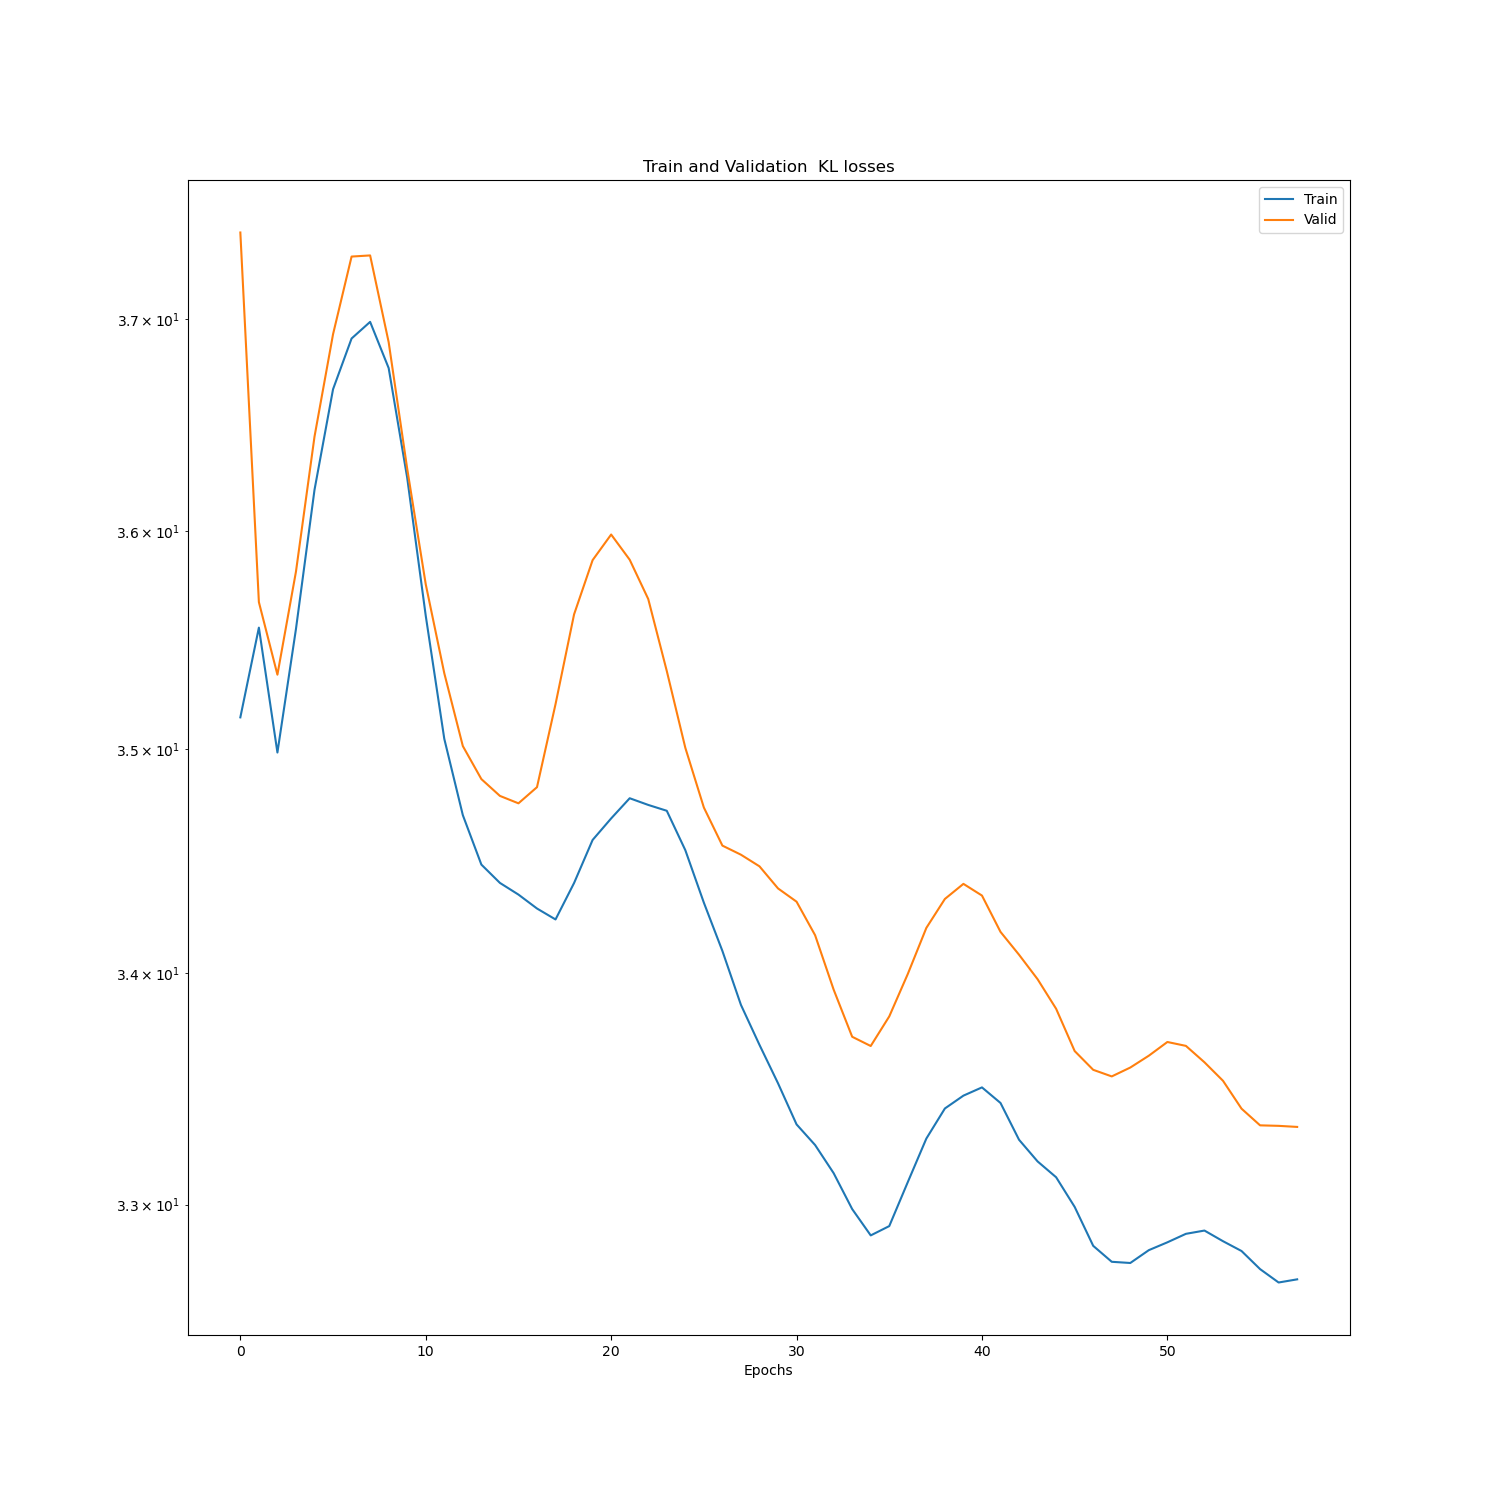 Train and Validation  KL losses
Train
Valid
3.7 × 10¹
3.6 × 10¹
3.5 × 10¹
3.4 × 10¹
3.3 × 10¹
0 10 20 30 40 50
Epochs